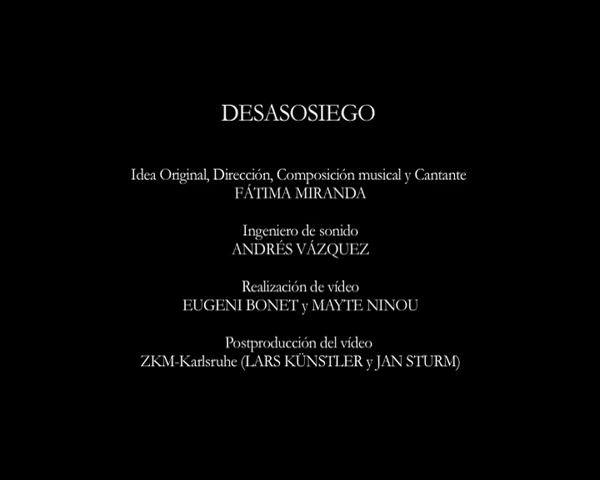 DESASOSIEGO
Idea Original, Dirección, Composición musical y Cantante
FÁTIMA MIRANDA
Ingeniero de sonido
ANDRÉS VÁZQUEZ
Realización de vídeo
EUGENI BONET y MAYTE NINOU
Postproducción del vídeo
ZKM-Karlsruhe (LARS KÜNSTLER y JAN STURM)